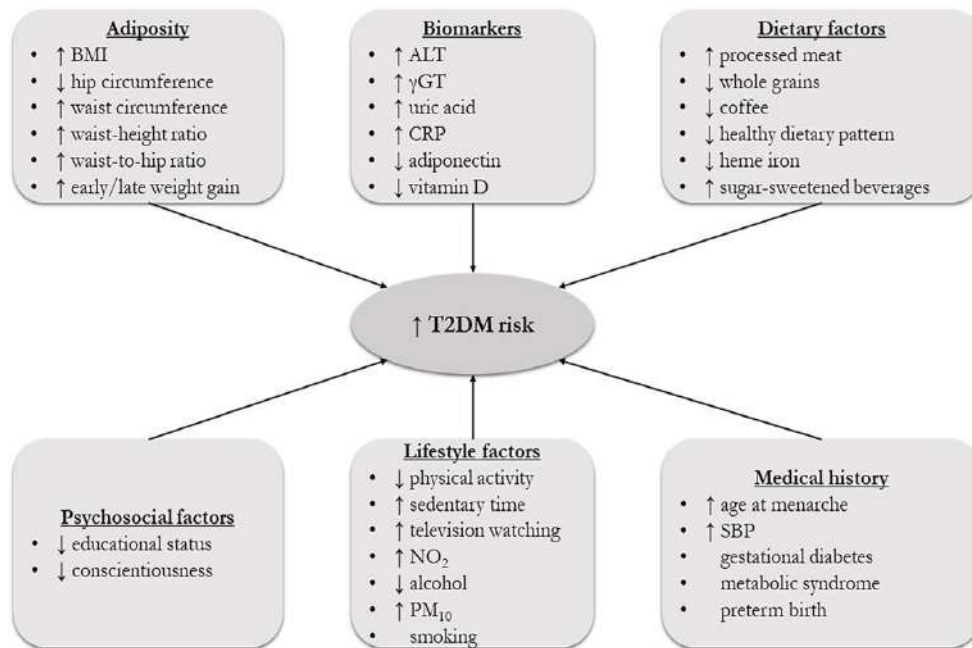 Adiposity
• ↑ BMI
• ↓ hip circumference
• ↑ waist circumference
• ↑ waist-height ratio
• ↑ waist-to-hip ratio
• ↑ early/late weight gain
Biomarkers
• ↑ ALT
• ↑ γGT
• ↑ uric acid
• ↑ CRP
• ↓ adiponectin
• ↓ vitamin D
Dietary factors
• ↑ processed meat
• ↓ whole grains
• ↓ coffee
• ↓ healthy dietary pattern
• ↓ heme iron
• ↑ sugar-sweetened beverages
↑ T2DM risk
Psychosocial factors
• ↓ educational status
• ↓ conscientiousness
Lifestyle factors
• ↓ physical activity
• ↑ sedentary time
• ↑ television watching
• ↑ NO₂
• ↓ alcohol
• ↑ PM₁₀
• smoking
Medical history
• ↑ age at menarche
• ↑ SBP
• gestational diabetes
• metabolic syndrome
• preterm birth